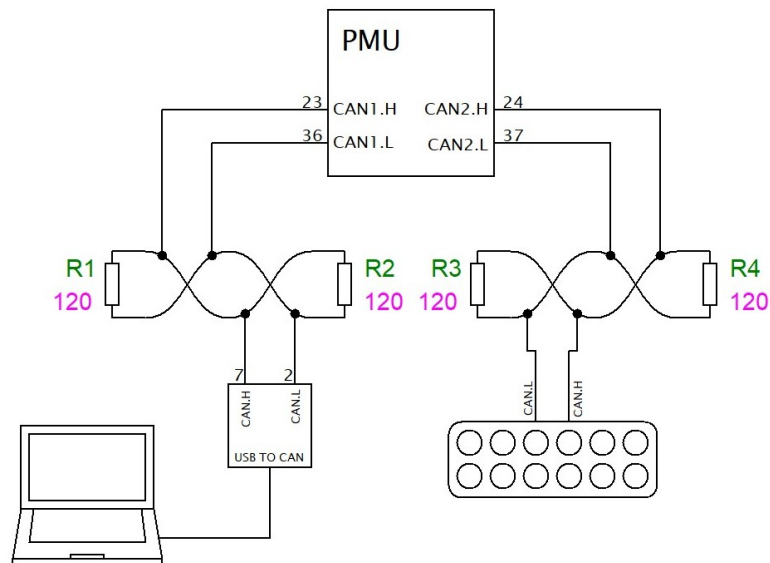 PMU
23 CAN1.H CAN2.H 24
36 CAN1.L CAN2.L 37
R1 R2 R3 R4
120 120 120 120
7 2
CAN.H CAN.L CAN.L CAN.H
USB TO CAN